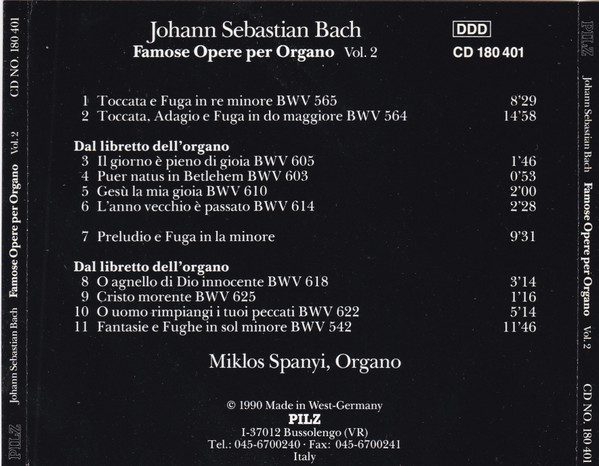 Johann Sebastian Bach
Famose Opere per Organo Vol. 2
DDD
CD 180 401
1 Toccata e Fuga in re minore BWV 565 8'29
2 Toccata, Adagio e Fuga in do maggiore BWV 564 14'58
Dal libretto dell'organo
3 Il giorno è pieno di gioia BWV 605 1'46
4 Puer natus in Betlehem BWV 603 0'53
5 Gesù la mia gioia BWV 610 2'00
6 L'anno vecchio è passato BWV 614 2'28
7 Preludio e Fuga in la minore 9'31
Dal libretto dell'organo
8 O agnello di Dio innocente BWV 618 3'14
9 Cristo morente BWV 625 1'16
10 O uomo rimpiangi i tuoi peccati BWV 622 5'14
11 Fantasie e Fughe in sol minore BWV 542 11'46
Miklos Spanyi, Organo
© 1990 Made in West-Germany
PILZ
I-37012 Bussolengo (VR)
Tel.: 045-6700240 · Fax: 045-6700241
Italy
PILZ Johann Sebastian Bach Famose Opere per Organo Vol. 2 CD NO. 180 401
PILZ Johann Sebastian Bach Famose Opere per Organo Vol. 2 CD NO. 180 401